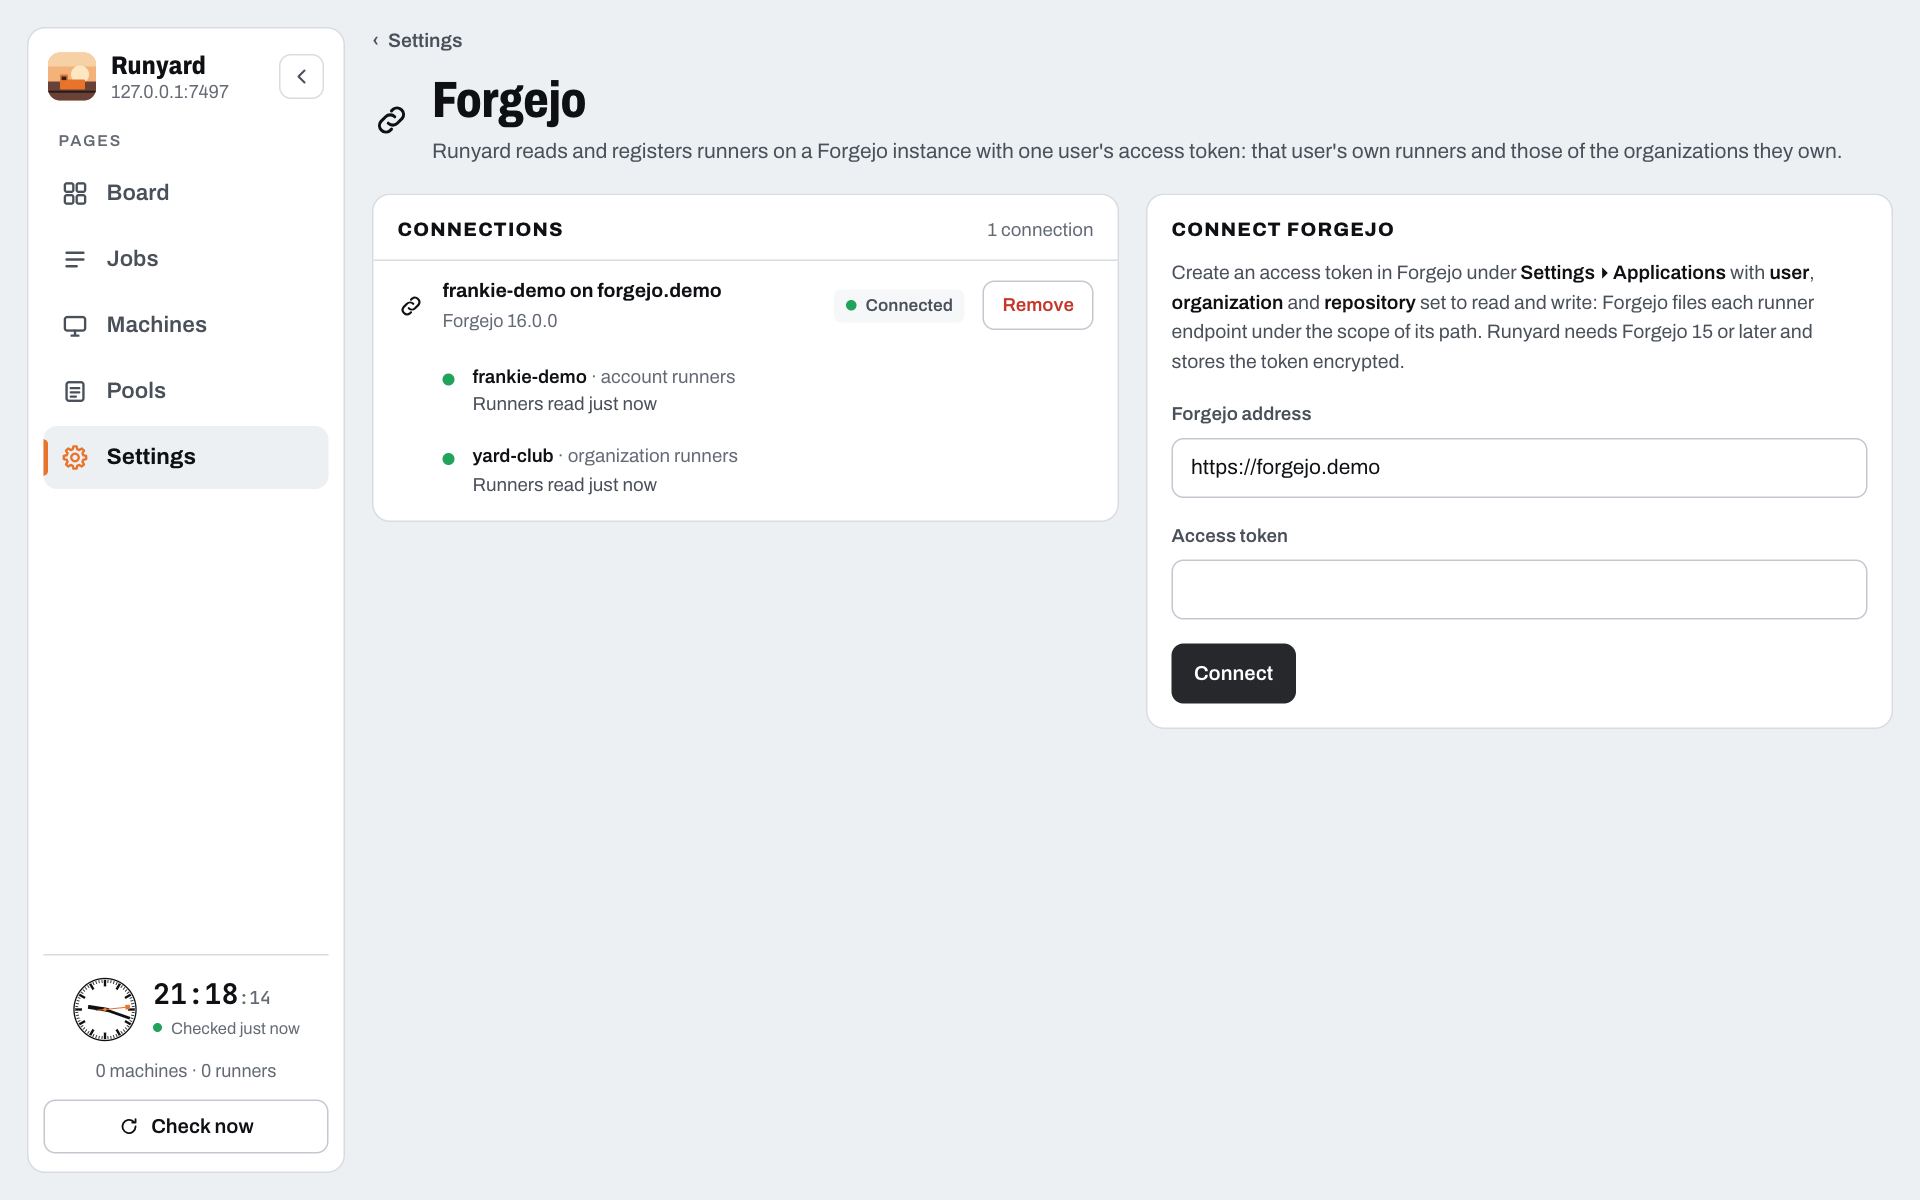 Runyard
127.0.0.1:7497
PAGES
Board
Jobs
Machines
Pools
Settings
21:18:14
Checked just now
0 machines · 0 runners
Check now
‹ Settings
Forgejo
Runyard reads and registers runners on a Forgejo instance with one user's access token: that user's own runners and those of the organizations they own.
CONNECTIONS
1 connection
frankie-demo on forgejo.demo
Forgejo 16.0.0
Connected
Remove
frankie-demo · account runners
Runners read just now
yard-club · organization runners
Runners read just now
CONNECT FORGEJO
Create an access token in Forgejo under Settings ▸ Applications with user,
organization and repository set to read and write: Forgejo files each runner
endpoint under the scope of its path. Runyard needs Forgejo 15 or later and
stores the token encrypted.
Forgejo address
https://forgejo.demo
Access token
Connect